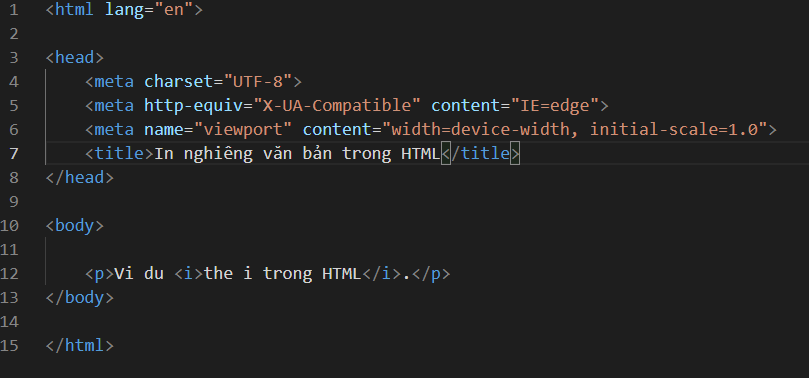 1 <html lang="en">
2
3 <head>
4     <meta charset="UTF-8">
5     <meta http-equiv="X-UA-Compatible" content="IE=edge">
6     <meta name="viewport" content="width=device-width, initial-scale=1.0">
7     <title>In nghiêng văn bản trong HTML</title>
8 </head>
9
10 <body>
11
12     <p>Vi du <i>the i trong HTML</i>.</p>
13 </body>
14
15 </html>